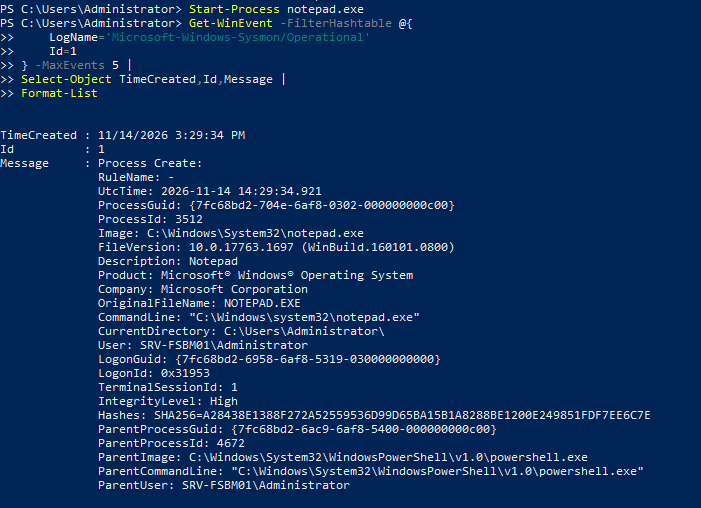 PS C:\Users\Administrator> Start-Process notepad.exe
PS C:\Users\Administrator> Get-WinEvent -FilterHashtable @{
>>     LogName='Microsoft-Windows-Sysmon/Operational'
>>     Id=1
>> } -MaxEvents 5 |
>> Select-Object TimeCreated,Id,Message |
>> Format-List
TimeCreated : 11/14/2026 3:29:34 PM
Id          : 1
Message     : Process Create:
              RuleName: -
              UtcTime: 2026-11-14 14:29:34.921
              ProcessGuid: {7fc68bd2-704e-6af8-0302-000000000c00}
              ProcessId: 3512
              Image: C:\Windows\System32\notepad.exe
              FileVersion: 10.0.17763.1697 (WinBuild.160101.0800)
              Description: Notepad
              Product: Microsoft® Windows® Operating System
              Company: Microsoft Corporation
              OriginalFileName: NOTEPAD.EXE
              CommandLine: "C:\Windows\system32\notepad.exe"
              CurrentDirectory: C:\Users\Administrator\
              User: SRV-FSBM01\Administrator
              LogonGuid: {7fc68bd2-6958-6af8-5319-030000000000}
              LogonId: 0x31953
              TerminalSessionId: 1
              IntegrityLevel: High
              Hashes: SHA256=A28438E1388F272A52559536D99D65BA15B1A8288BE1200E249851FDF7EE6C7E
              ParentProcessGuid: {7fc68bd2-6ac9-6af8-5400-000000000c00}
              ParentProcessId: 4672
              ParentImage: C:\Windows\System32\WindowsPowerShell\v1.0\powershell.exe
              ParentCommandLine: "C:\Windows\System32\WindowsPowerShell\v1.0\powershell.exe"
              ParentUser: SRV-FSBM01\Administrator